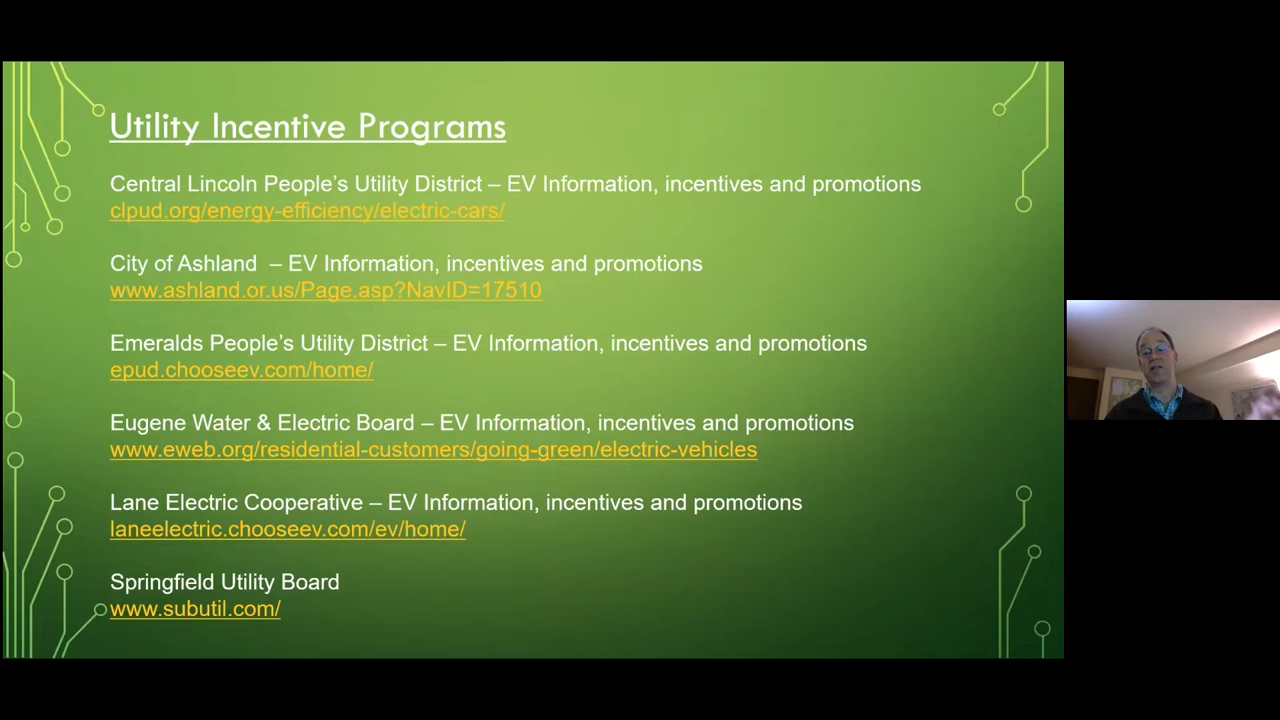 Utility Incentive Programs
Central Lincoln People’s Utility District – EV Information, incentives and promotions
clpud.org/energy-efficiency/electric-cars/
City of Ashland  – EV Information, incentives and promotions
www.ashland.or.us/Page.asp?NavID=17510
Emeralds People’s Utility District – EV Information, incentives and promotions
epud.chooseev.com/home/
Eugene Water & Electric Board – EV Information, incentives and promotions
www.eweb.org/residential-customers/going-green/electric-vehicles
Lane Electric Cooperative – EV Information, incentives and promotions
laneelectric.chooseev.com/ev/home/
Springfield Utility Board
www.subutil.com/